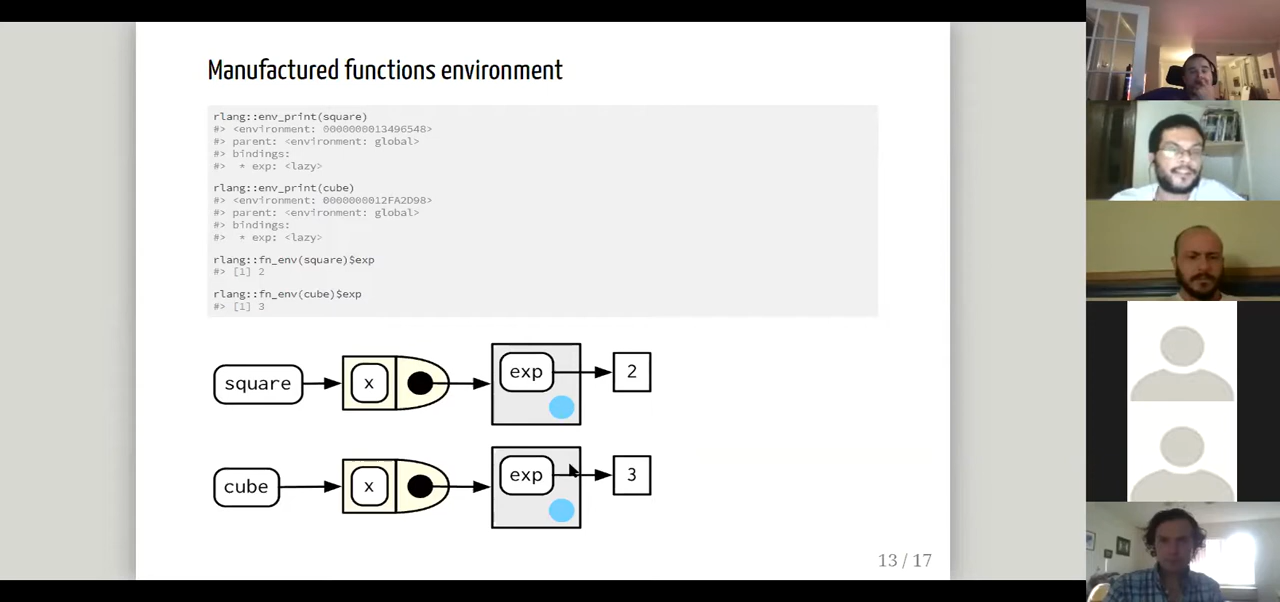 Manufactured functions environment
rlang::env_print(square)
#> <environment: 0000000013496548>
#> parent: <environment: global>
#> bindings:
#>  * exp: <lazy>
rlang::env_print(cube)
#> <environment: 0000000012FA2D98>
#> parent: <environment: global>
#> bindings:
#>  * exp: <lazy>
rlang::fn_env(square)$exp
#> [1] 2
rlang::fn_env(cube)$exp
#> [1] 3
square x exp 2
cube x exp 3
13 / 17